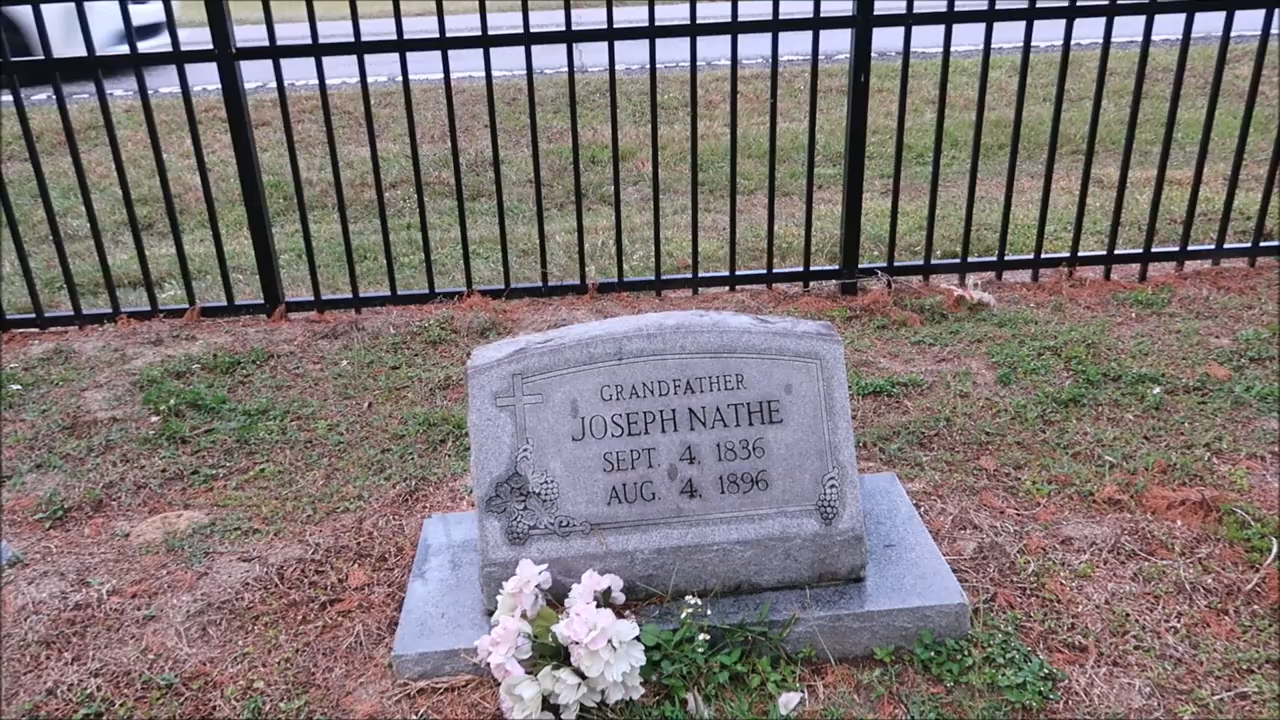 GRANDFATHER
JOSEPH NATHE
SEPT. 4, 1836
AUG. 4, 1896